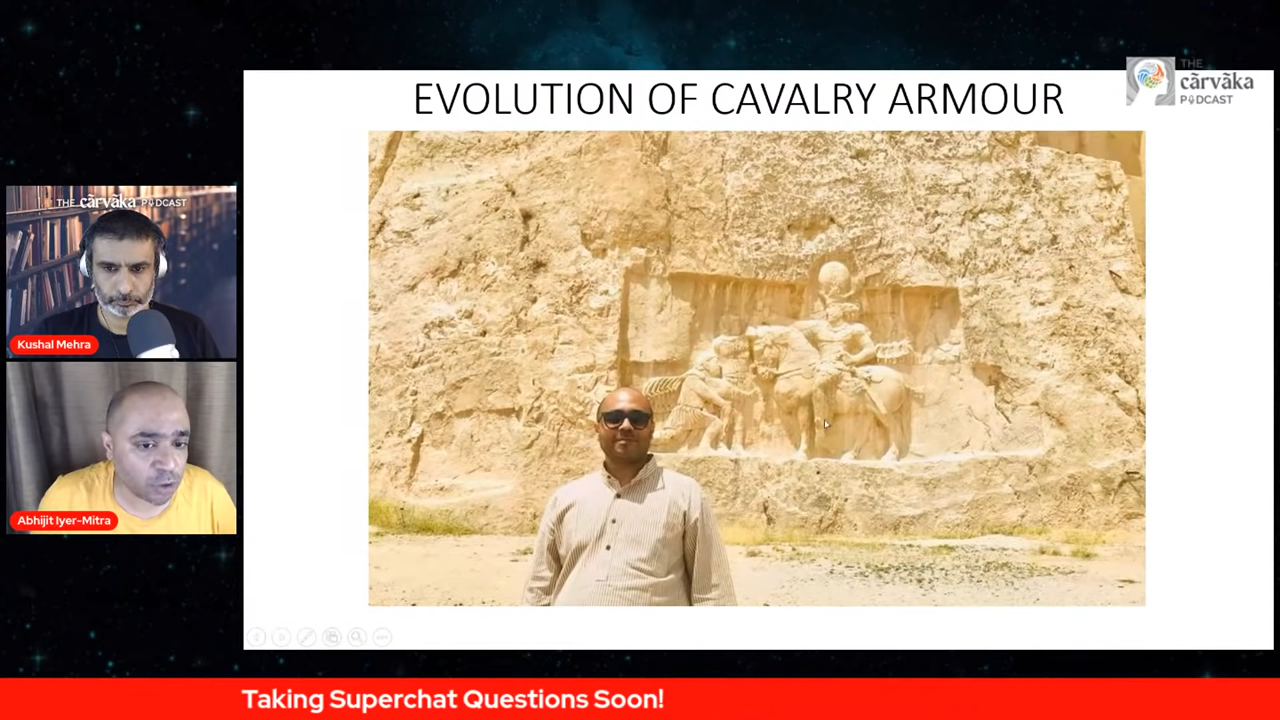 EVOLUTION OF CAVALRY ARMOUR
THE
cārvāka
PODCAST
THE cārvāka PODCAST
Kushal Mehra
Abhijit Iyer-Mitra
Taking Superchat Questions Soon!